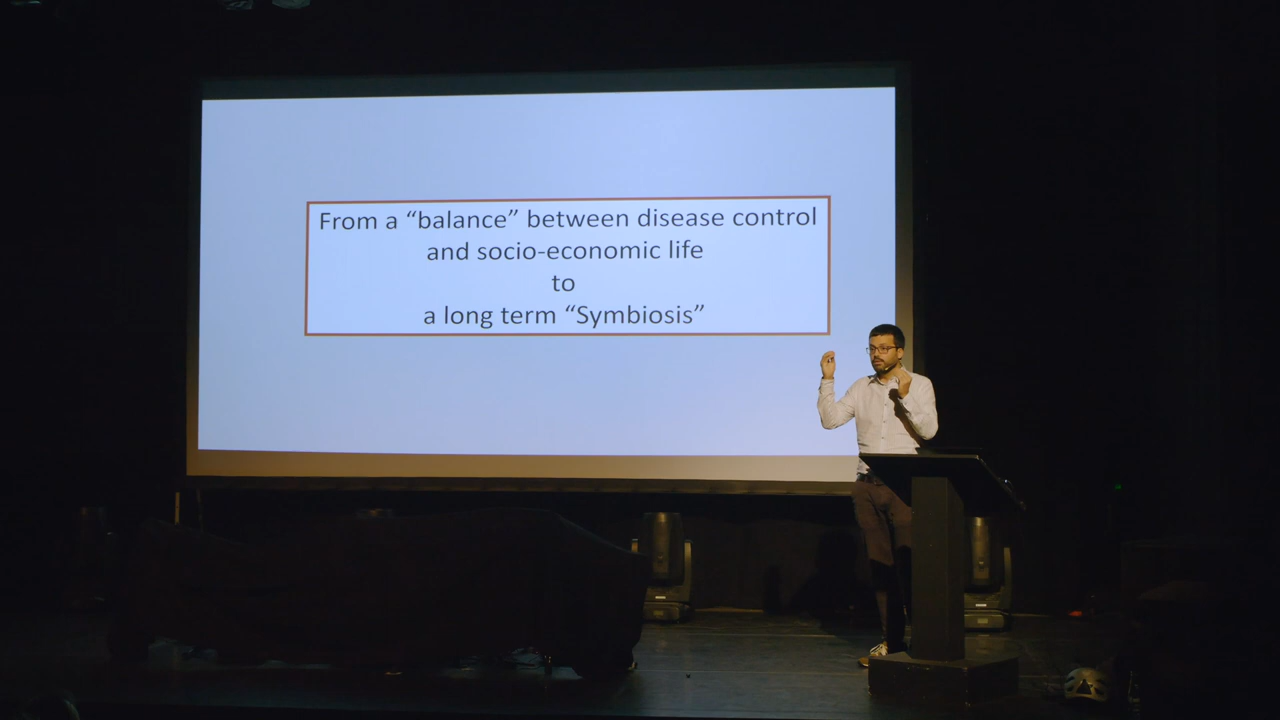 From a “balance” between disease control
and socio-economic life
to
a long term “Symbiosis”